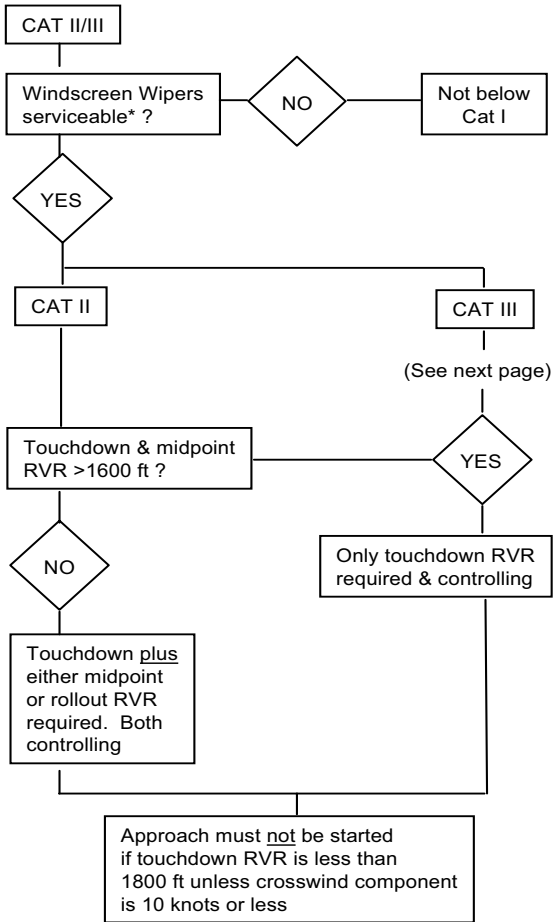 CAT II/III
Windscreen Wipers
serviceable* ?
NO
Not below
Cat I
YES
CAT II
CAT III
(See next page)
Touchdown & midpoint
RVR >1600 ft ?
YES
NO
Only touchdown RVR
required & controlling
Touchdown plus
either midpoint
or rollout RVR
required. Both
controlling
Approach must not be started
if touchdown RVR is less than
1800 ft unless crosswind component
is 10 knots or less